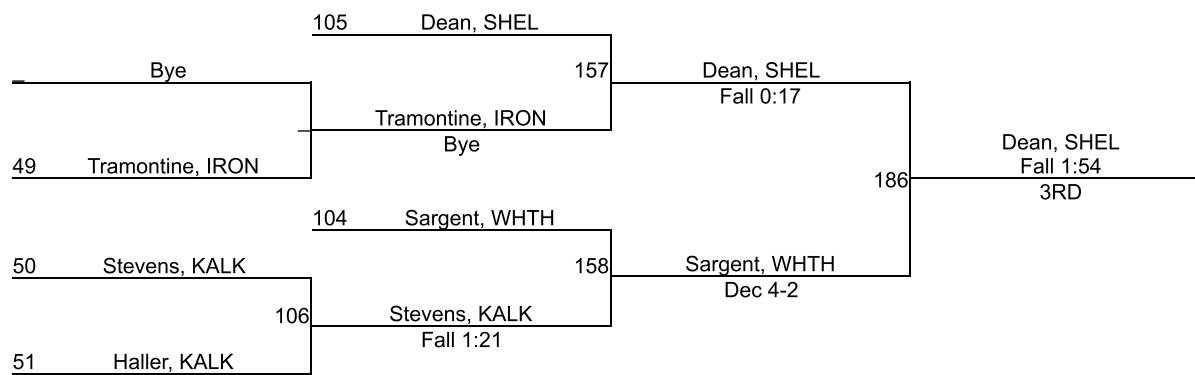 105 Dean, SHEL
_ Bye
157 Dean, SHEL
Fall 0:17
_ Tramontine, IRON
Bye
49 Tramontine, IRON
186 Dean, SHEL
Fall 1:54
3RD
104 Sargent, WHTH
50 Stevens, KALK
158 Sargent, WHTH
Dec 4-2
106 Stevens, KALK
Fall 1:21
51 Haller, KALK